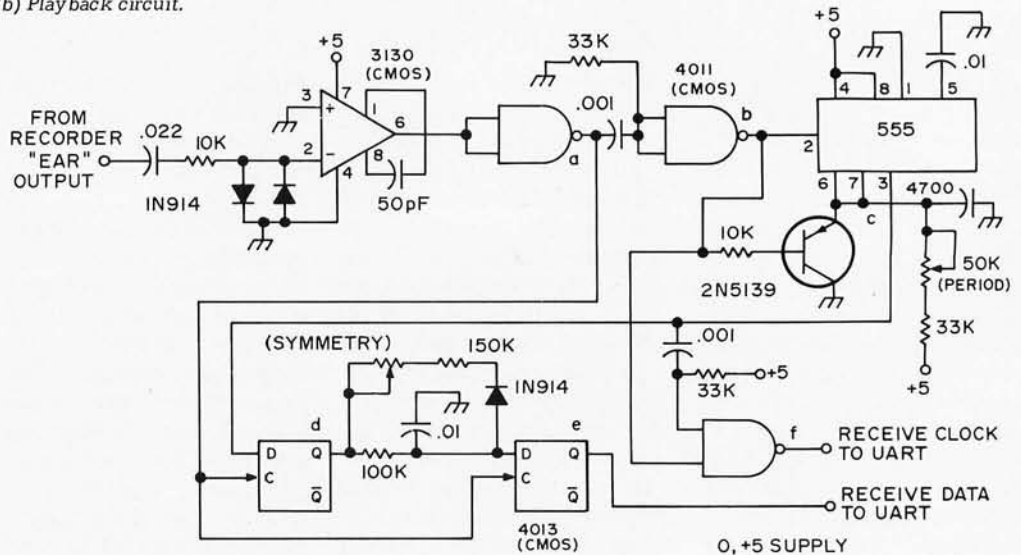 (b) Playback circuit.
+5
3130
(CMOS)
FROM
RECORDER
"EAR"
OUTPUT
.022
10K
1N914
3
+
2
−
7
1
6
8
4
50pF
a
33K
.001
4011
(CMOS)
b
+5
.01
4
8
1
5
555
2
6
7
3
4700
c
10K
2N5139
50K
(PERIOD)
33K
+5
(SYMMETRY)
150K
1N914
.01
100K
d
D
Q
C
Q̅
e
D
Q
C
Q̅
4013
(CMOS)
.001
33K
+5
f
RECEIVE CLOCK
TO UART
RECEIVE DATA
TO UART
0, +5 SUPPLY